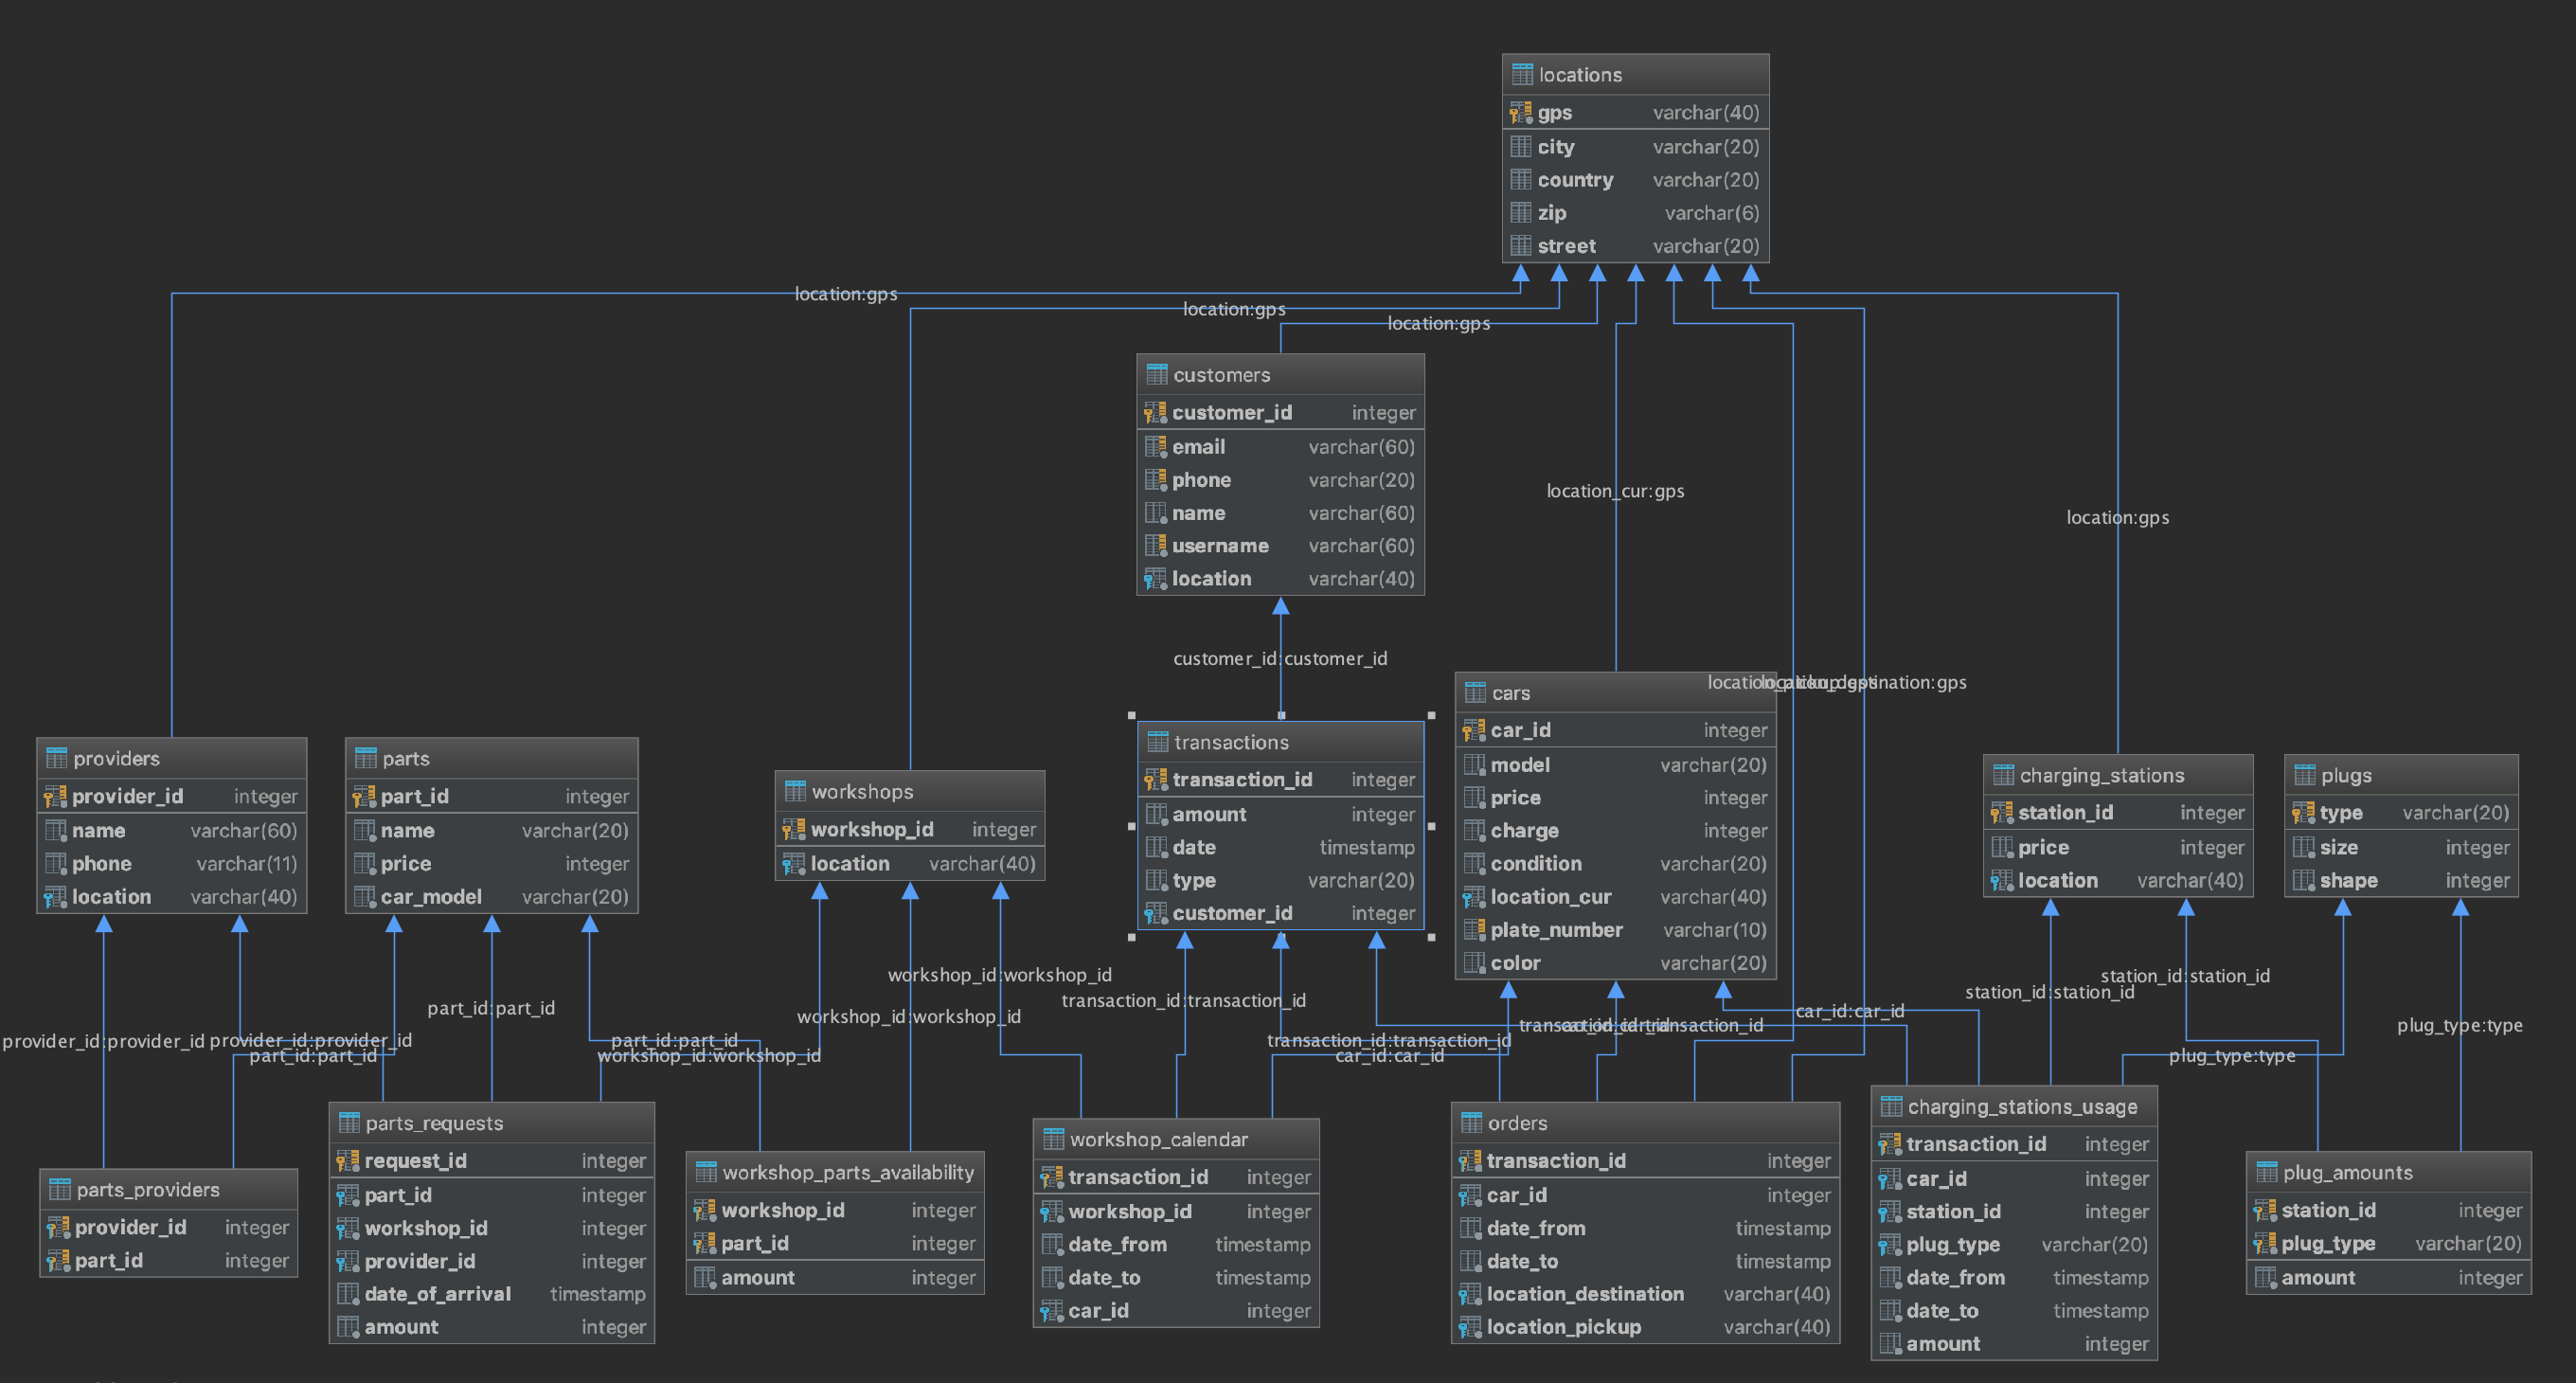 locations
gps varchar(40)
city varchar(20)
country varchar(20)
zip varchar(6)
street varchar(20)
location:gps
location:gps
location:gps
customers
customer_id integer
email varchar(60)
phone varchar(20)
name varchar(60)
username varchar(60)
location varchar(40)
location_cur:gps
location:gps
customer_id:customer_id
cars
car_id integer
model varchar(20)
price integer
charge integer
condition varchar(20)
location_cur varchar(40)
plate_number varchar(10)
color varchar(20)
providers
provider_id integer
name varchar(60)
phone varchar(11)
location varchar(40)
parts
part_id integer
name varchar(20)
price integer
car_model varchar(20)
workshops
workshop_id integer
location varchar(40)
transactions
transaction_id integer
amount integer
date timestamp
type varchar(20)
customer_id integer
charging_stations
station_id integer
price integer
location varchar(40)
plugs
type varchar(20)
size integer
shape integer
workshop_id:workshop_id
station_id:station_id
station_id:station_id
transaction_id:transaction_id
part_id:part_id
car_id:car_id
workshop_id:workshop_id
plug_type:type
provider_id:provider_id
provider_id:provider_id
part_id:part_id
transaction_id:transaction_id
part_id:part_id
workshop_id:workshop_id
car_id:car_id
plug_type:type
parts_providers
provider_id integer
part_id integer
parts_requests
request_id integer
part_id integer
workshop_id integer
provider_id integer
date_of_arrival timestamp
amount integer
workshop_parts_availability
workshop_id integer
part_id integer
amount integer
workshop_calendar
transaction_id integer
workshop_id integer
date_from timestamp
date_to timestamp
car_id integer
orders
transaction_id integer
car_id integer
date_from timestamp
date_to timestamp
location_destination varchar(40)
location_pickup varchar(40)
charging_stations_usage
transaction_id integer
car_id integer
station_id integer
plug_type varchar(20)
date_from timestamp
date_to timestamp
amount integer
plug_amounts
station_id integer
plug_type varchar(20)
amount integer